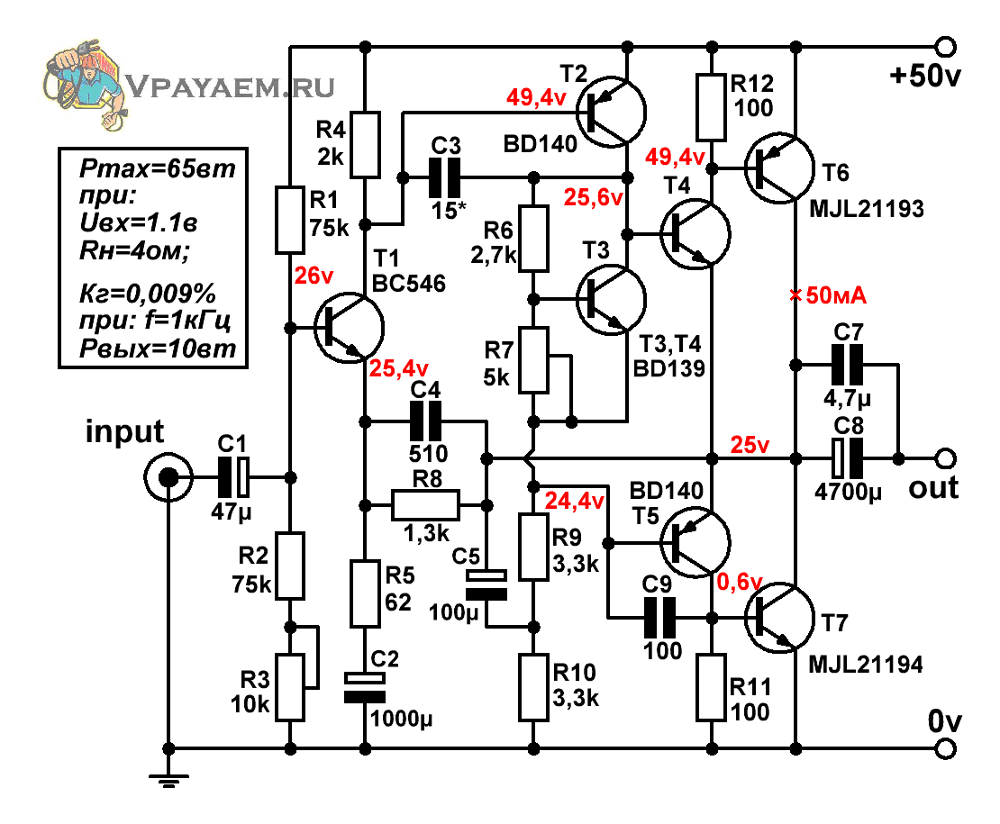 VPAYAEM.RU
+50v
Pmax=65вт
при:
Uвх=1.1в
Rн=4ом;
Кг=0,009%
при: f=1кГц
Рвых=10вт
R4
2k
R1
75k
26v
T1
BC546
25,4v
C3
15*
49,4v
T2
BD140
25,6v
R6
2,7k
T3
R7
5k
T3,T4
BD139
R12
100
49,4v
T4
T6
MJL21193
×50мА
C7
4,7µ
C8
4700µ
out
25v
input
C1
47µ
C4
510
R8
1,3k
24,4v
BD140
T5
R2
75k
R5
62
C5
100µ
R9
3,3k
C9
100
0,6v
T7
MJL21194
R3
10k
C2
1000µ
R10
3,3k
R11
100
0v